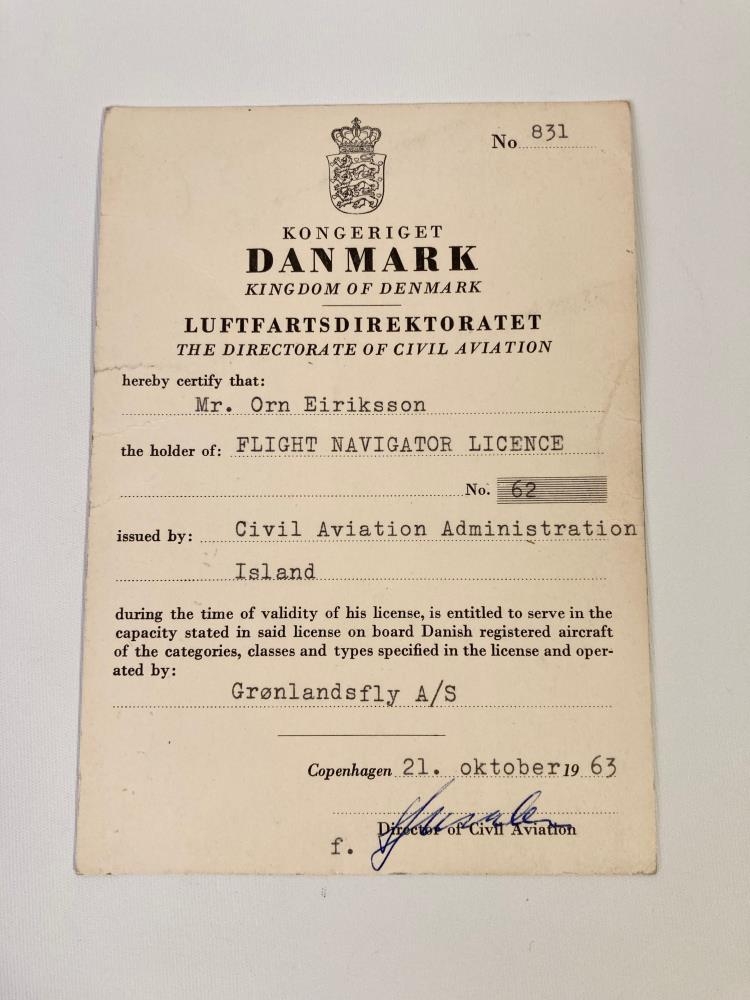 No 831
KONGERIGET
DANMARK
KINGDOM OF DENMARK
LUFTFARTSDIREKTORATET
THE DIRECTORATE OF CIVIL AVIATION
hereby certify that:
Mr. Orn Eiriksson
the holder of: FLIGHT NAVIGATOR LICENCE
No. 62
issued by: Civil Aviation Administration
Island
during the time of validity of his license, is entitled to serve in the
capacity stated in said license on board Danish registered aircraft
of the categories, classes and types specified in the license and oper-
ated by:
Grønlandsfly A/S
Copenhagen 21. oktober 19 63
Director of Civil Aviation
f.